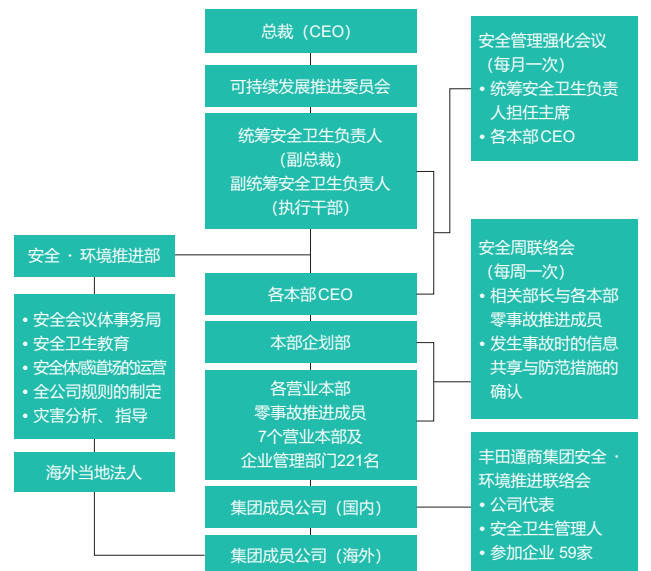 总裁（CEO）
可持续发展推进委员会
统筹安全卫生负责人
（副总裁）
副统筹安全卫生负责人
（执行干部）
安全 · 环境推进部
• 安全会议体事务局
• 安全卫生教育
• 安全体感道场的运营
• 全公司规则的制定
• 灾害分析、指导
海外当地法人
各本部CEO
本部企划部
各营业本部
零事故推进成员
7个营业本部及
企业管理部门221名
集团成员公司（国内）
集团成员公司（海外）
安全管理强化会议
（每月一次）
• 统筹安全卫生负责
人担任主席
• 各本部CEO
安全周联络会
（每周一次）
• 相关部长与各本部
零事故推进成员
• 发生事故时的信息
共享与防范措施的
确认
丰田通商集团安全 ·
环境推进联络会
• 公司代表
• 安全卫生管理人
• 参加企业 59家